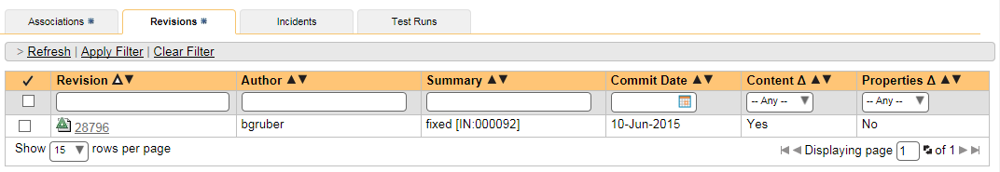 Associations * Revisions * Incidents Test Runs
> Refresh | Apply Filter | Clear Filter
✓ Revision △▼ Author ▲▼ Summary ▲▼ Commit Date ▲▼ Content Δ ▲▼ Properties Δ ▲▼
-- Any -- ▼ -- Any -- ▼
28796 bgruber fixed [IN:000092] 10-Jun-2015 Yes No
Show 15 ▼ rows per page Displaying page 1 of 1